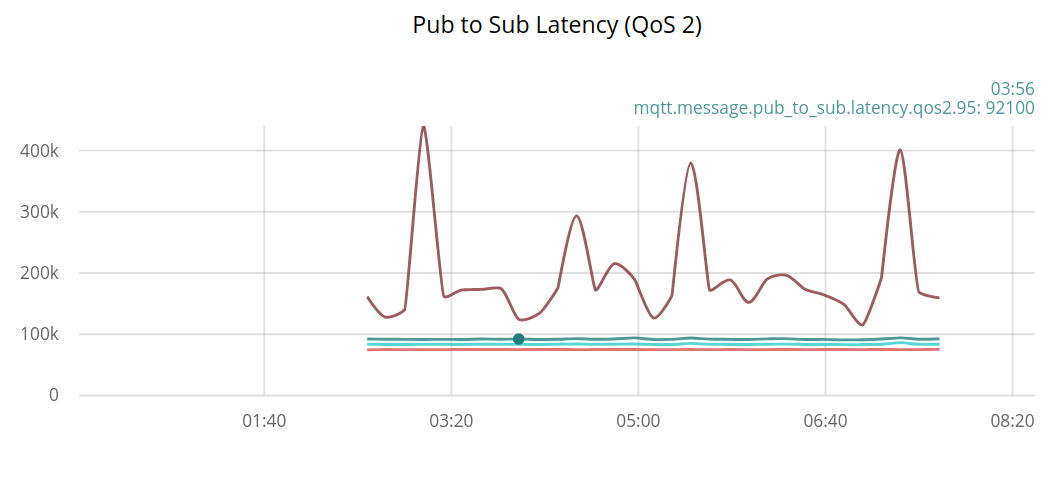 Pub to Sub Latency (QoS 2)
03:56
mqtt.message.pub_to_sub.latency.qos2.95: 92100
400k
300k
200k
100k
0
01:40
03:20
05:00
06:40
08:20